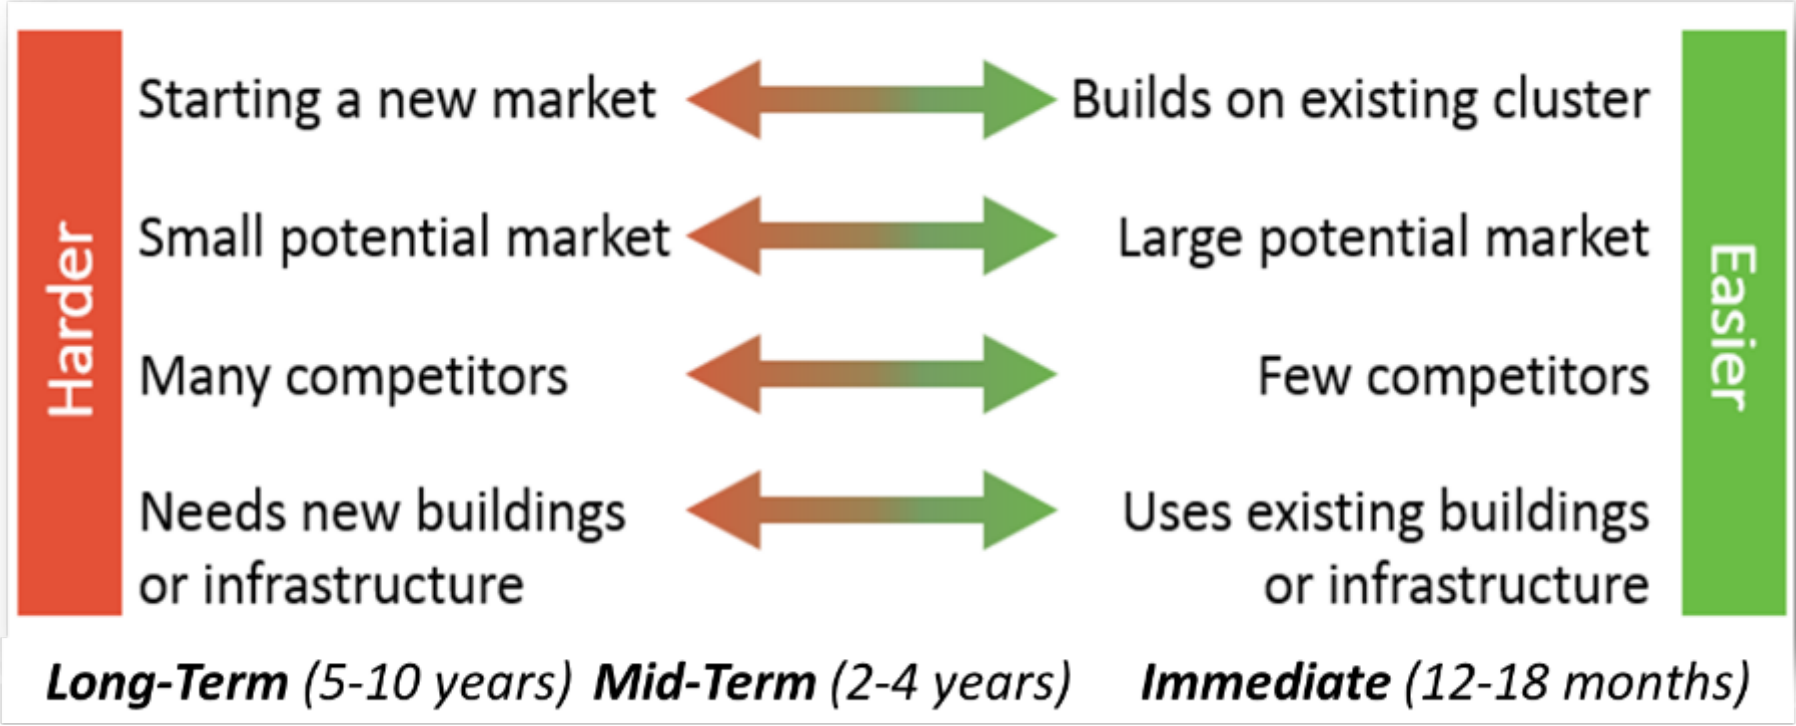 Harder
Starting a new market
Builds on existing cluster
Small potential market
Large potential market
Many competitors
Few competitors
Needs new buildings
or infrastructure
Uses existing buildings
or infrastructure
Easier
Long-Term (5-10 years) Mid-Term (2-4 years) Immediate (12-18 months)